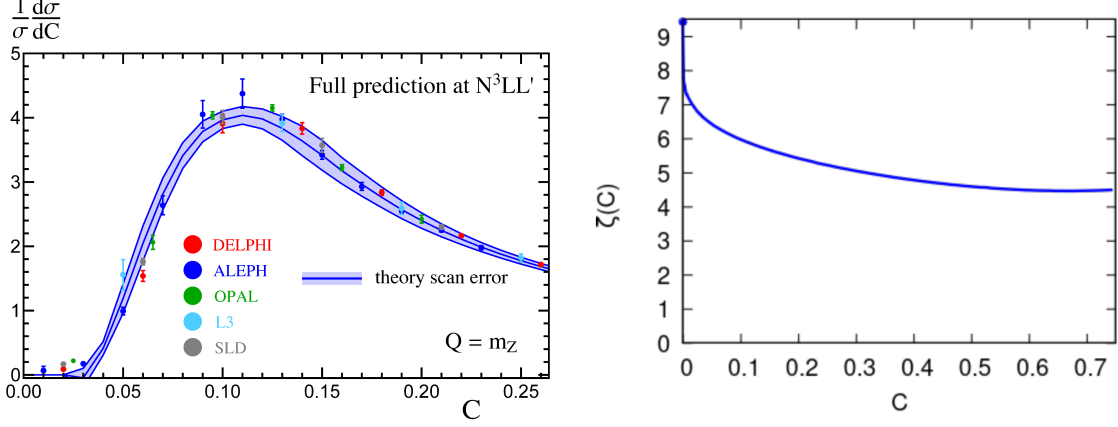 1/σ dσ/dC
Full prediction at N³LL'
5
4
3
2
1
0
DELPHI
ALEPH
OPAL
L3
SLD
theory scan error
Q = m_Z
0.00 0.05 0.10 0.15 0.20 0.25
C
ζ(C)
9
8
7
6
5
4
3
2
1
0
0 0.1 0.2 0.3 0.4 0.5 0.6 0.7
C